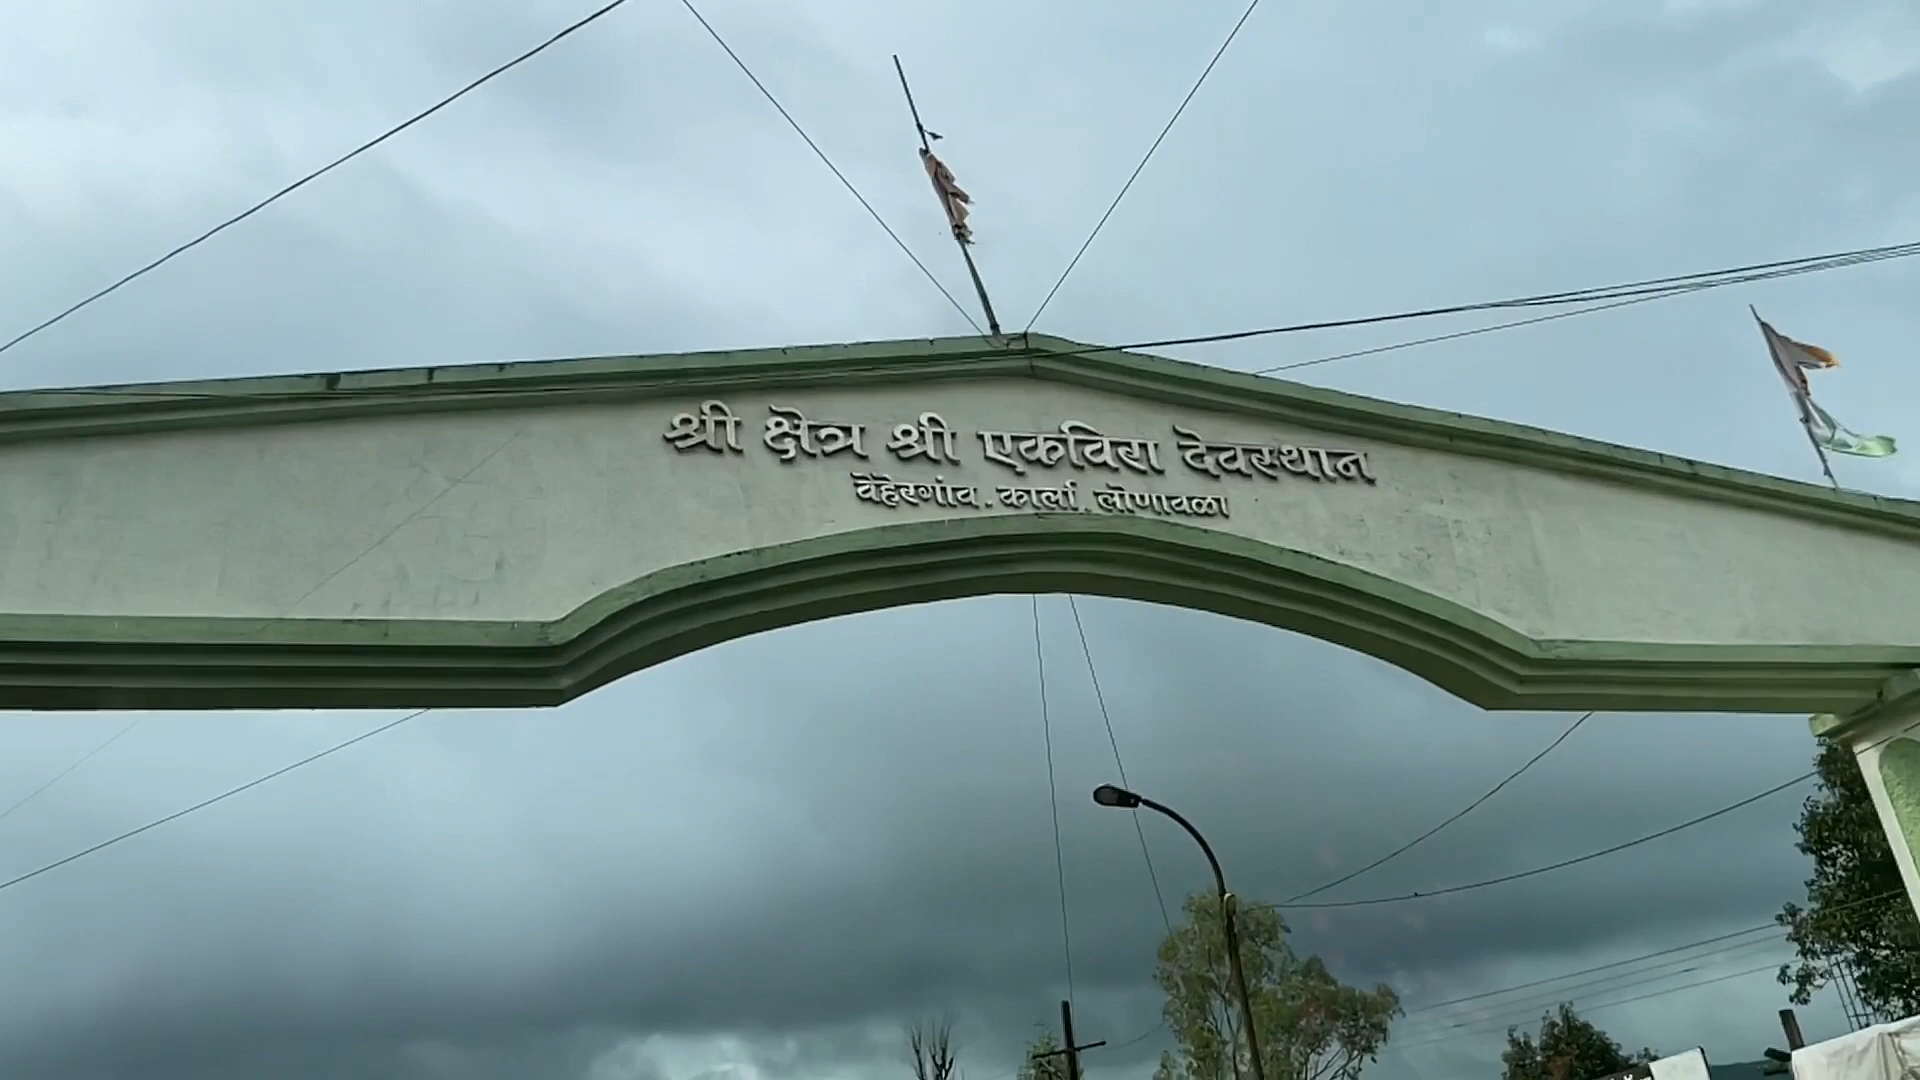 श्री क्षेत्र श्री एकविरा देवस्थान
वेहेरगांव . कार्ला . लोणावळा